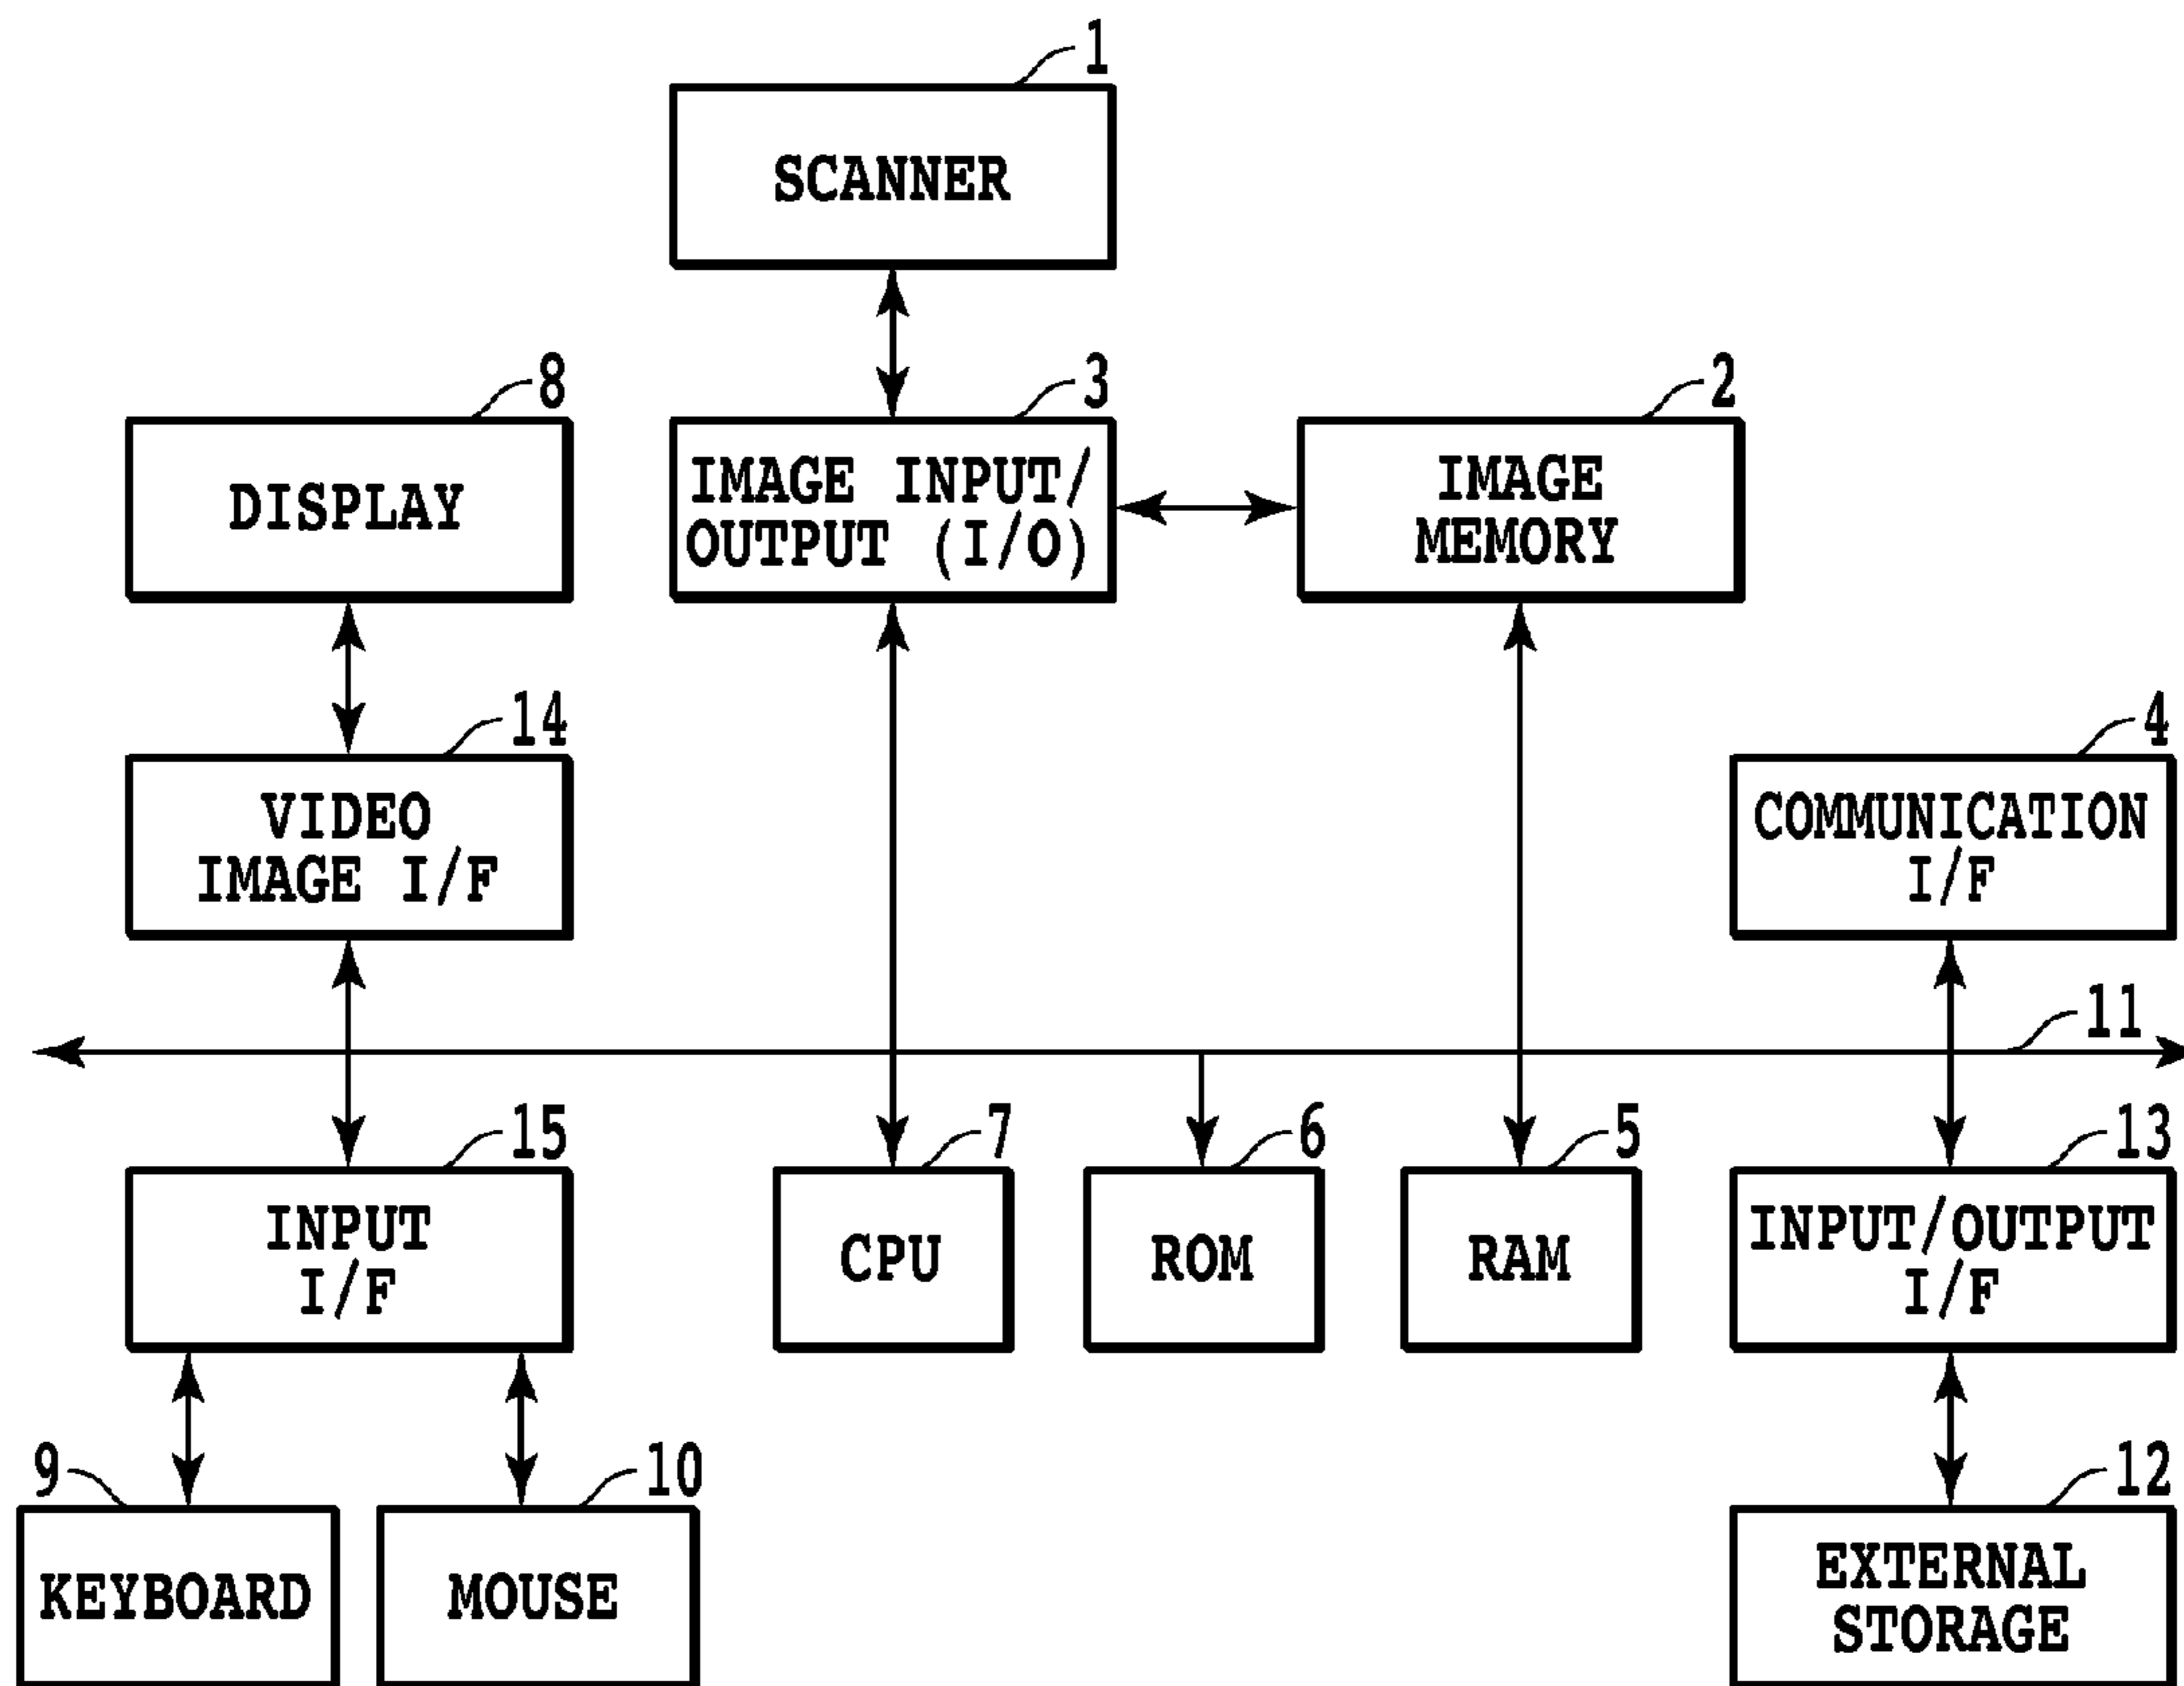 1
SCANNER
8
3
2
DISPLAY
IMAGE INPUT/
OUTPUT (I/O)
IMAGE
MEMORY
14
4
VIDEO
IMAGE I/F
COMMUNICATION
I/F
11
15
7
6
5
13
INPUT
I/F
CPU
ROM
RAM
INPUT/OUTPUT
I/F
9
10
12
KEYBOARD
MOUSE
EXTERNAL
STORAGE